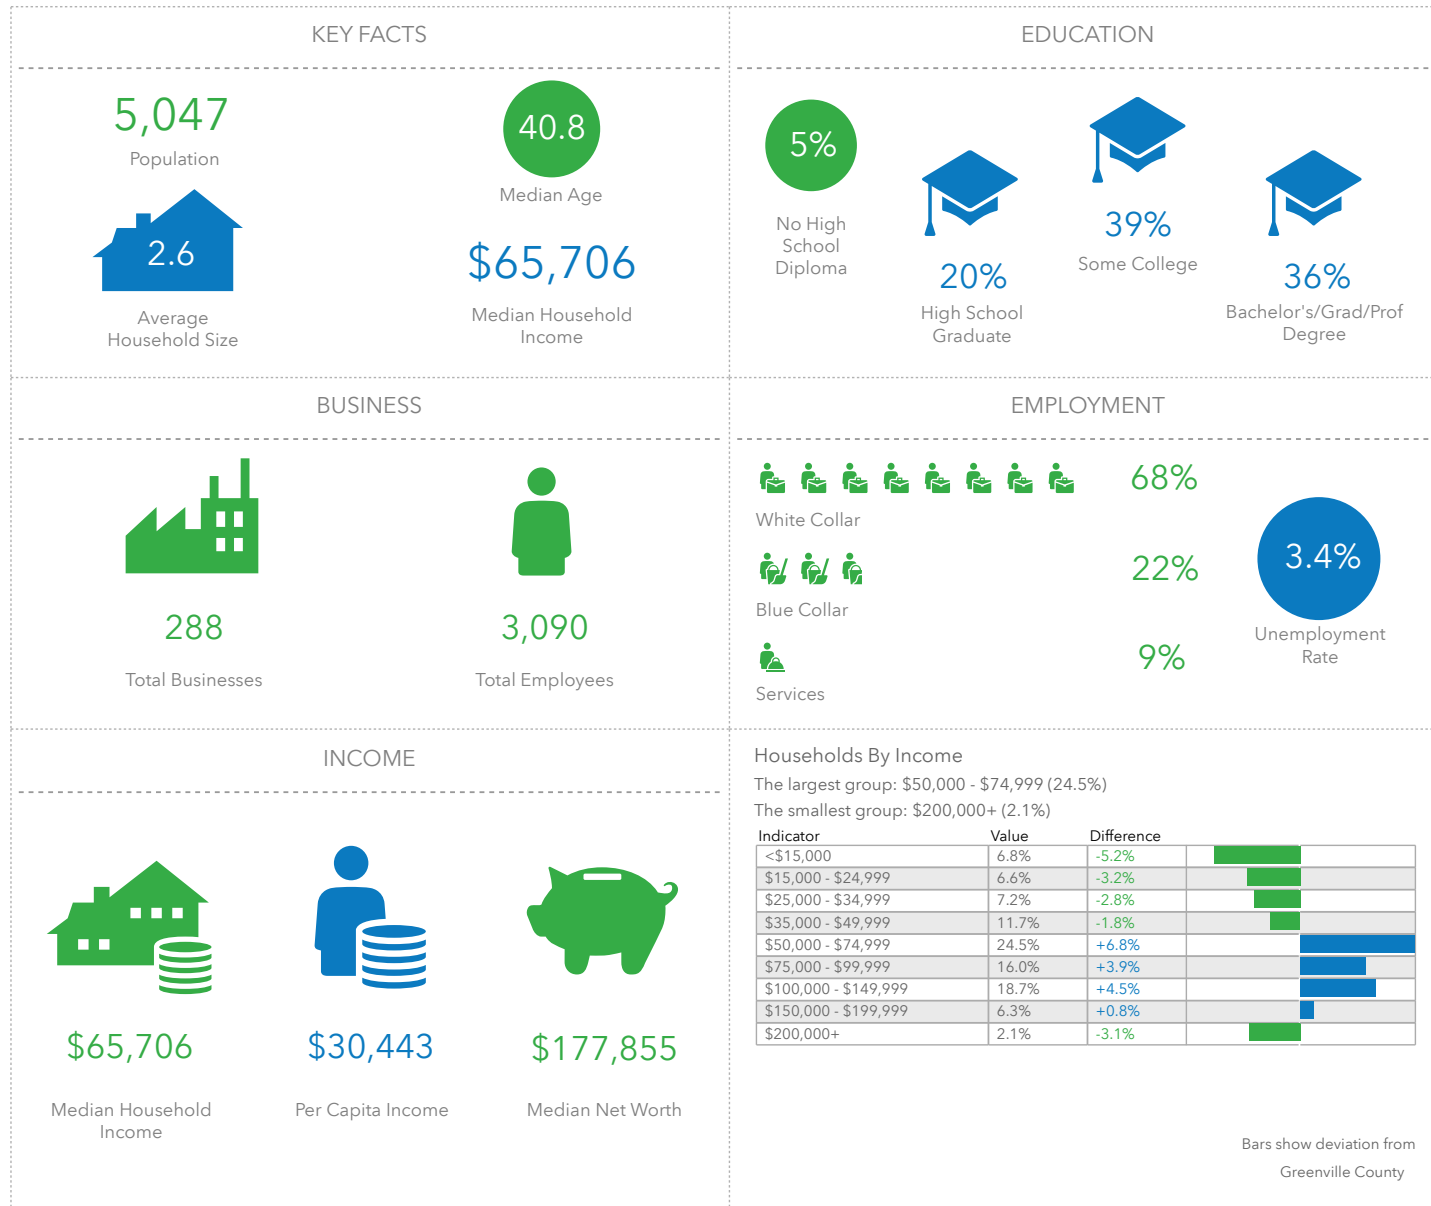 KEY FACTS
5,047
Population
40.8
Median Age
2.6
Average
Household Size
$65,706
Median Household
Income
EDUCATION
5%
No High
School
Diploma
20%
High School
Graduate
39%
Some College
36%
Bachelor's/Grad/Prof
Degree
BUSINESS
288
Total Businesses
3,090
Total Employees
EMPLOYMENT
68%
White Collar
22%
Blue Collar
9%
Services
3.4%
Unemployment
Rate
INCOME
$65,706
Median Household
Income
$30,443
Per Capita Income
$177,855
Median Net Worth
Households By Income
The largest group: $50,000 - $74,999 (24.5%)
The smallest group: $200,000+ (2.1%)
Indicator Value Difference
<$15,000 6.8% -5.2%
$15,000 - $24,999 6.6% -3.2%
$25,000 - $34,999 7.2% -2.8%
$35,000 - $49,999 11.7% -1.8%
$50,000 - $74,999 24.5% +6.8%
$75,000 - $99,999 16.0% +3.9%
$100,000 - $149,999 18.7% +4.5%
$150,000 - $199,999 6.3% +0.8%
$200,000+ 2.1% -3.1%
Bars show deviation from
Greenville County